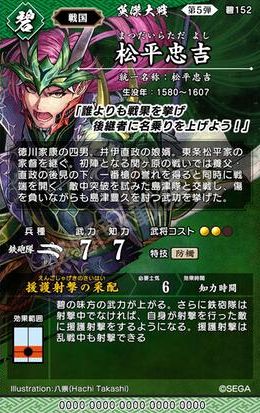 碧
戦国
英傑大戦
第5弾
碧152
まつだいらただ よし
松平忠吉
統一名称:松平忠吉
生没年:1580~1607
「誰よりも戦果を挙げ
後継者に名乗りを上げよう!」
徳川家康の四男。井伊直政の娘婿。東条松平家の
家督を継ぐ。初陣となる関ヶ原の戦いでは養父・
直政の後見の下、一番槍の誉れを得ると同時に戦
端を開く。敵中突破を試みた島津隊と交戦し、傷
を負いながらも島津豊久を討つ武功を挙げた。
兵種 武力 知力 武将コスト
鉄砲隊 7 7 特技 防柵
えんごしゃげきのさいはい
援護射撃の采配
必要士気 6
効果時間 知力時間
効果範囲
碧の味方の武力が上がる。さらに鉄砲隊は
射撃中でなければ、自身が射撃を行った敵
に援護射撃をするようになる。援護射撃は
乱戦中も射撃できる
Illustration:八景(Hachi Takashi)
©SEGA
0000-0000-0000-0000-0000